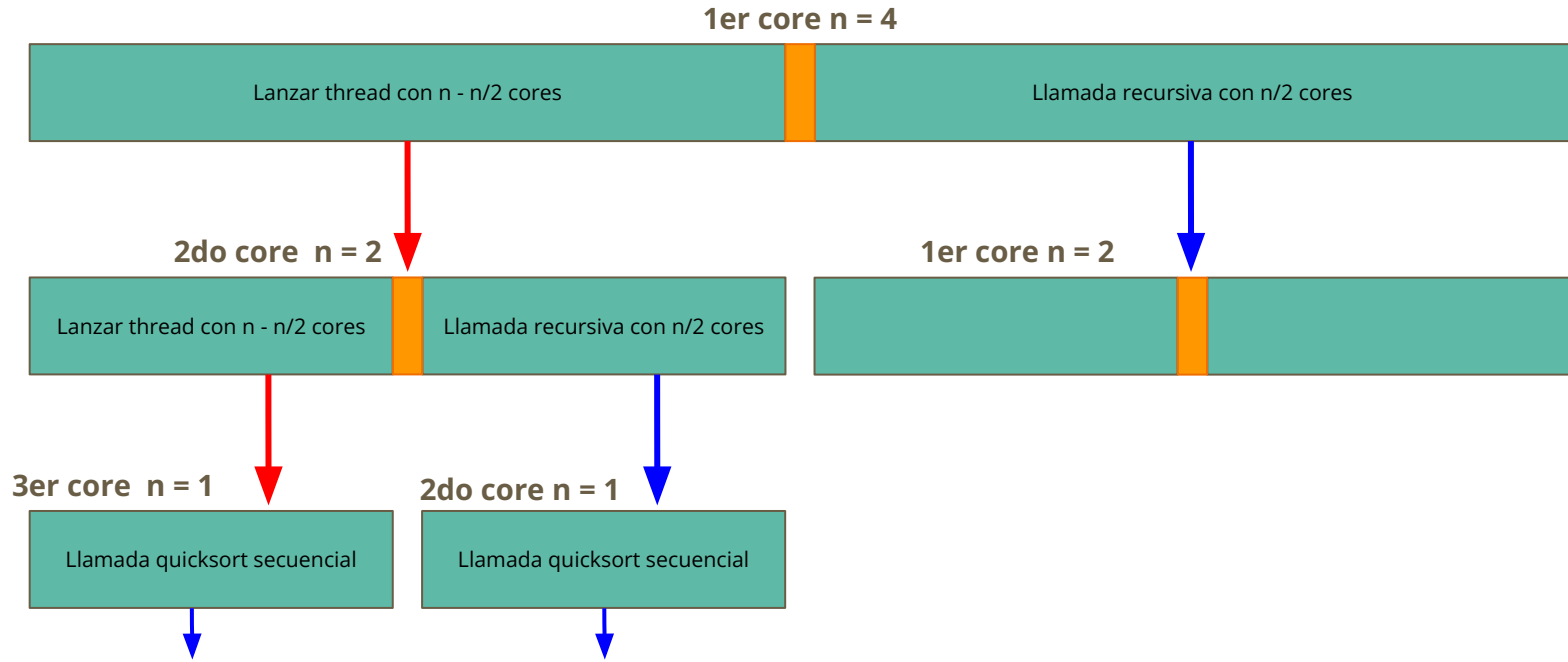 1er core n = 4
Lanzar thread con n - n/2 cores
Llamada recursiva con n/2 cores
2do core  n = 2
1er core n = 2
Lanzar thread con n - n/2 cores
Llamada recursiva con n/2 cores
3er core  n = 1
2do core n = 1
Llamada quicksort secuencial
Llamada quicksort secuencial